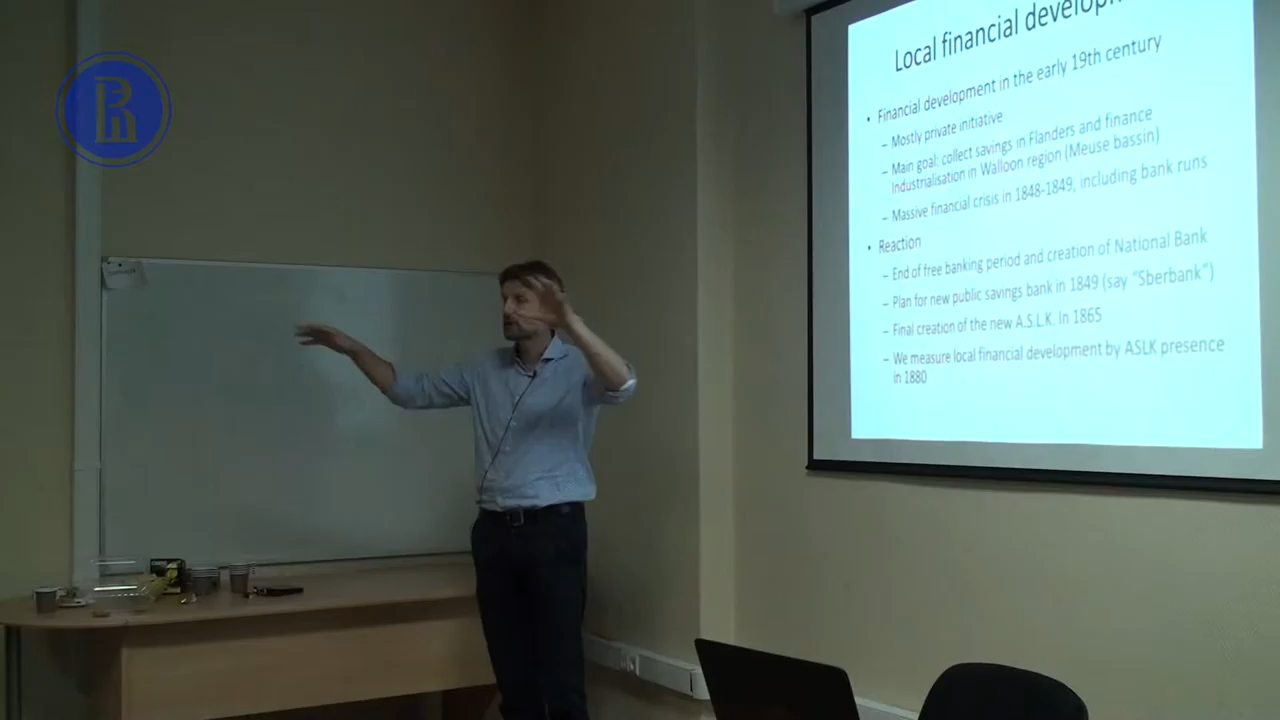 Local financial develop
• Financial development in the early 19th century
– Mostly private initiative
– Main goal: collect savings in Flanders and finance
industrialisation in Walloon region (Meuse bassin)
– Massive financial crisis in 1848-1849, including bank runs
• Reaction
– End of free banking period and creation of National Bank
– Plan for new public savings bank in 1849 (say “Sberbank”)
– Final creation of the new A.S.L.K. In 1865
– We measure local financial development by ASLK presence
in 1880